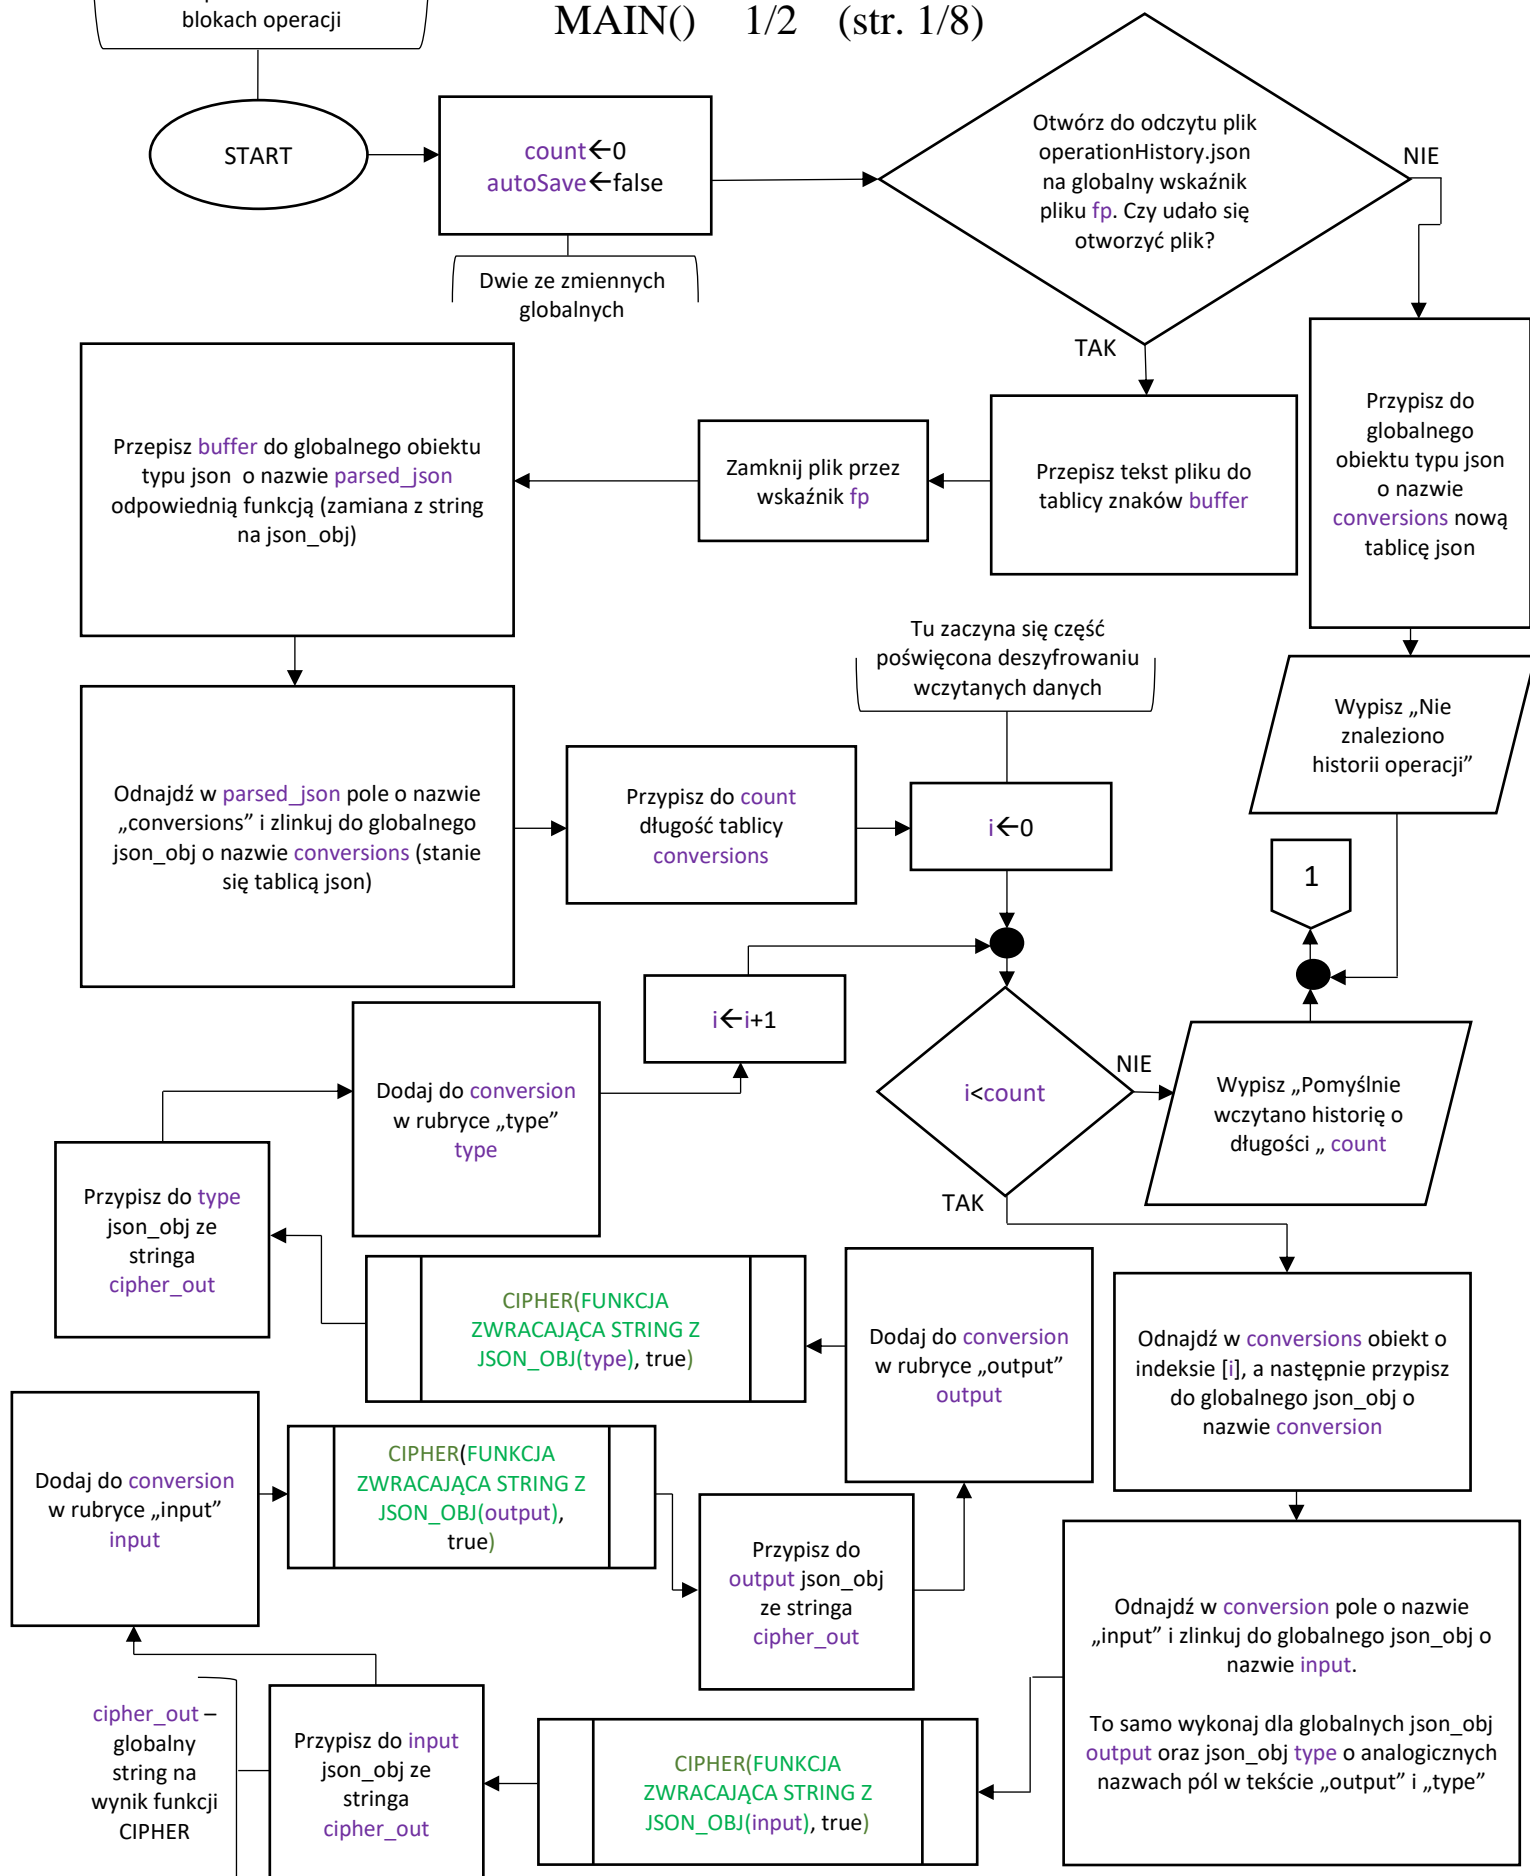 blokach operacji
MAIN() 1/2 (str. 1/8)
START
count←0
autoSave←false
Dwie ze zmiennych
globalnych
Otwórz do odczytu plik
operationHistory.json
na globalny wskaźnik
pliku fp. Czy udało się
otworzyć plik?
NIE
TAK
Przepisz buffer do globalnego obiektu
typu json o nazwie parsed_json
odpowiednią funkcją (zamiana z string
na json_obj)
Zamknij plik przez
wskaźnik fp
Przepisz tekst pliku do
tablicy znaków buffer
Przypisz do
globalnego
obiektu typu json
o nazwie
conversions nową
tablicę json
Tu zaczyna się część
poświęcona deszyfrowaniu
wczytanych danych
Wypisz „Nie
znaleziono
historii operacji”
Odnajdź w parsed_json pole o nazwie
„conversions” i zlinkuj do globalnego
json_obj o nazwie conversions (stanie
się tablicą json)
Przypisz do count
długość tablicy
conversions
i←0
1
i←i+1
Dodaj do conversion
w rubryce „type”
type
i<count
NIE
TAK
Wypisz „Pomyślnie
wczytano historię o
długości „ count
Przypisz do type
json_obj ze
stringa
cipher_out
CIPHER(FUNKCJA
ZWRACAJĄCA STRING Z
JSON_OBJ(type), true)
Dodaj do conversion
w rubryce „output”
output
Odnajdź w conversions obiekt o
indeksie [i], a następnie przypisz
do globalnego json_obj o
nazwie conversion
Dodaj do conversion
w rubryce „input”
input
CIPHER(FUNKCJA
ZWRACAJĄCA STRING Z
JSON_OBJ(output),
true)
Przypisz do
output json_obj
ze stringa
cipher_out
Odnajdź w conversion pole o nazwie
„input” i zlinkuj do globalnego json_obj o
nazwie input.
To samo wykonaj dla globalnych json_obj
output oraz json_obj type o analogicznych
nazwach pól w tekście „output” i „type”
cipher_out –
globalny
string na
wynik funkcji
CIPHER
Przypisz do input
json_obj ze
stringa
cipher_out
CIPHER(FUNKCJA
ZWRACAJĄCA STRING Z
JSON_OBJ(input), true)